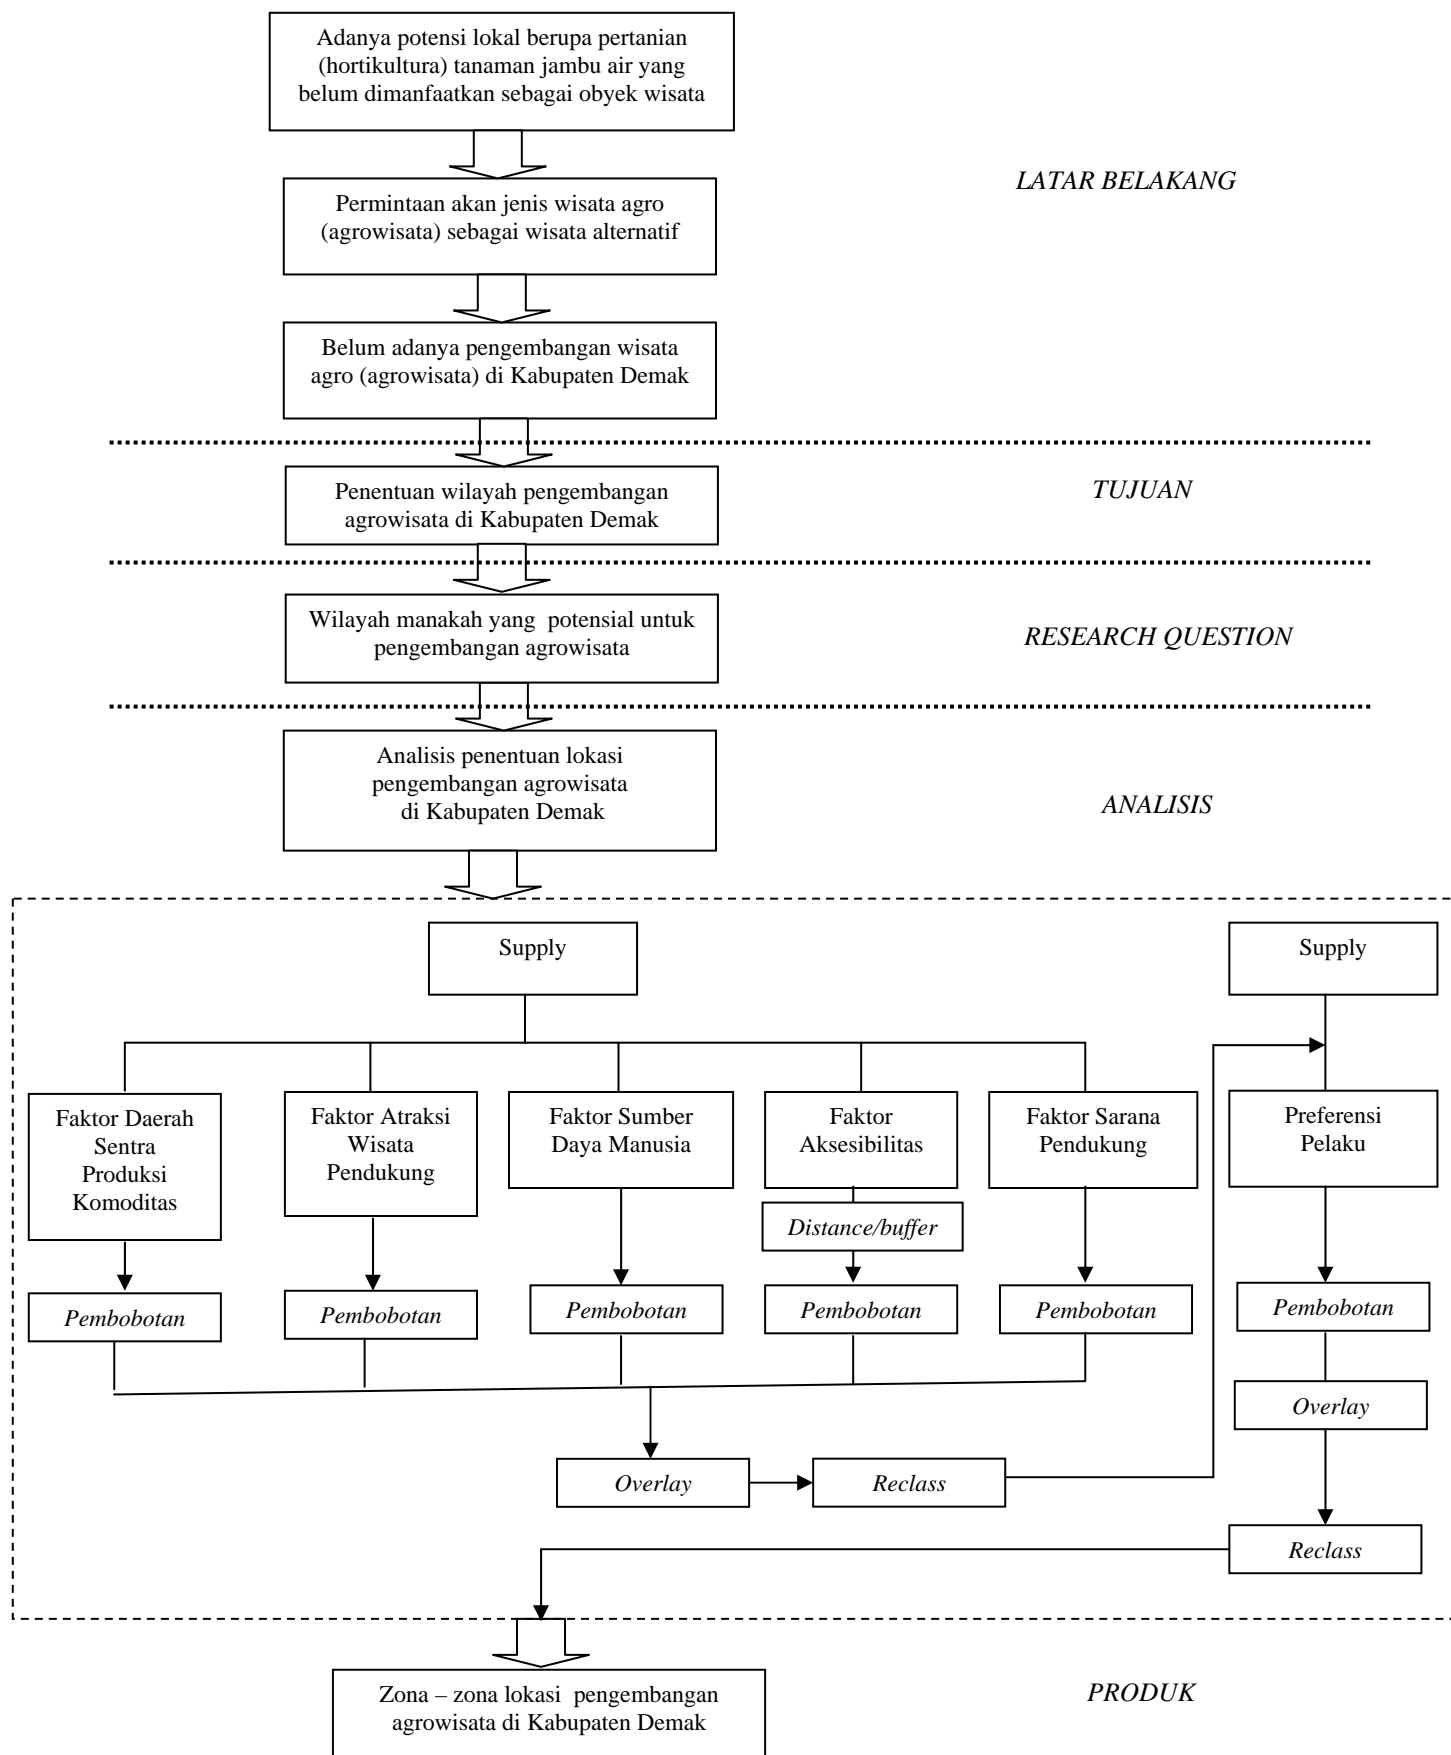 Adanya potensi lokal berupa pertanian
(hortikultura) tanaman jambu air yang
belum dimanfaatkan sebagai obyek wisata
LATAR BELAKANG
Permintaan akan jenis wisata agro
(agrowisata) sebagai wisata alternatif
Belum adanya pengembangan wisata
agro (agrowisata) di Kabupaten Demak
Penentuan wilayah pengembangan
agrowisata di Kabupaten Demak
TUJUAN
Wilayah manakah yang potensial untuk
pengembangan agrowisata
RESEARCH QUESTION
Analisis penentuan lokasi
pengembangan agrowisata
di Kabupaten Demak
ANALISIS
Supply
Supply
Faktor Daerah
Sentra
Produksi
Komoditas
Faktor Atraksi
Wisata
Pendukung
Faktor Sumber
Daya Manusia
Faktor
Aksesibilitas
Faktor Sarana
Pendukung
Preferensi
Pelaku
Distance/buffer
Pembobotan
Pembobotan
Pembobotan
Pembobotan
Pembobotan
Pembobotan
Overlay
Overlay
Reclass
Reclass
Zona – zona lokasi pengembangan
agrowisata di Kabupaten Demak
PRODUK